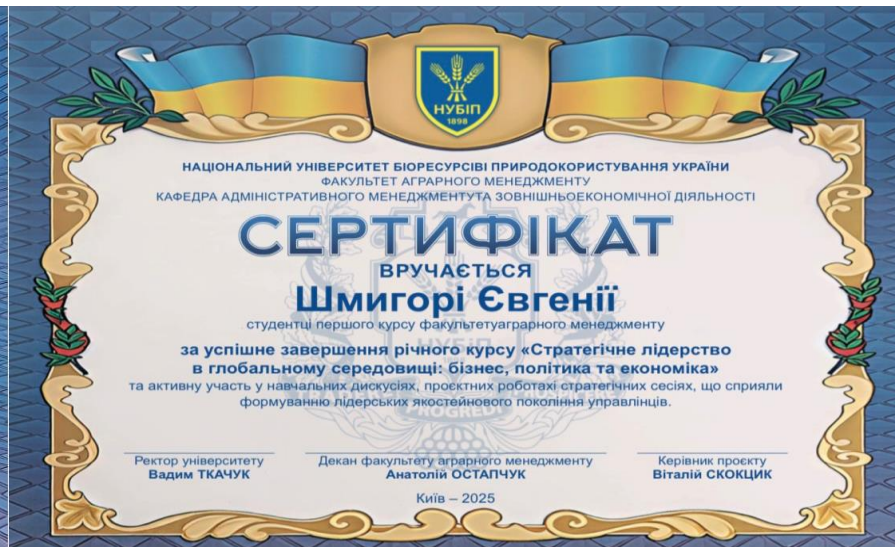 НУБІП
1898
НАЦІОНАЛЬНИЙ УНІВЕРСИТЕТ БІОРЕСУРСІВІ ПРИРОДОКОРИСТУВАННЯ УКРАЇНИ
ФАКУЛЬТЕТ АГРАРНОГО МЕНЕДЖМЕНТУ
КАФЕДРА АДМІНІСТРАТИВНОГО МЕНЕДЖМЕНТУТА ЗОВНІШНЬОЕКОНОМІЧНОЇ ДІЯЛЬНОСТІ
СЕРТИФІКАТ
ВРУЧАЄТЬСЯ
Шмигорі Євгенії
студентці першого курсу факультетуаграрного менеджменту
за успішне завершення річного курсу «Стратегічне лідерство
в глобальному середовищі: бізнес, політика та економіка»
та активну участь у навчальних дискусіях, проєктних роботахі стратегічних сесіях, що сприяли
формуванню лідерських якостейнового покоління управлінців.
НУБіП
PROGREDI
Ректор університету
Вадим ТКАЧУК
Декан факультету аграрного менеджменту
Анатолій ОСТАПЧУК
Керівник проєкту
Віталій СКОКЦИК
Київ – 2025